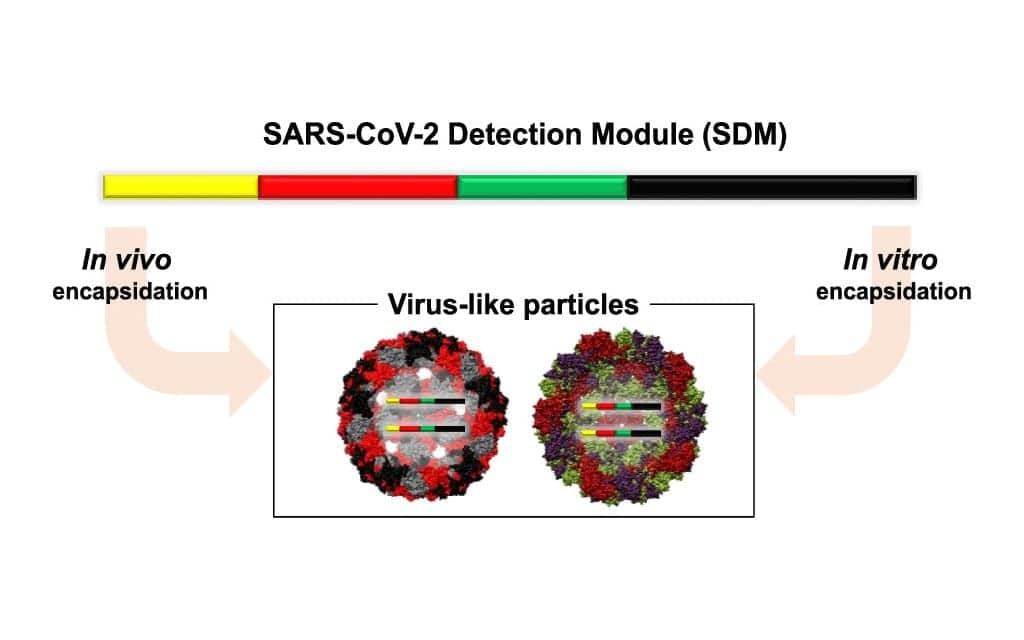 SARS-CoV-2 Detection Module (SDM)
In vivo
encapsidation
In vitro
encapsidation
Virus-like particles